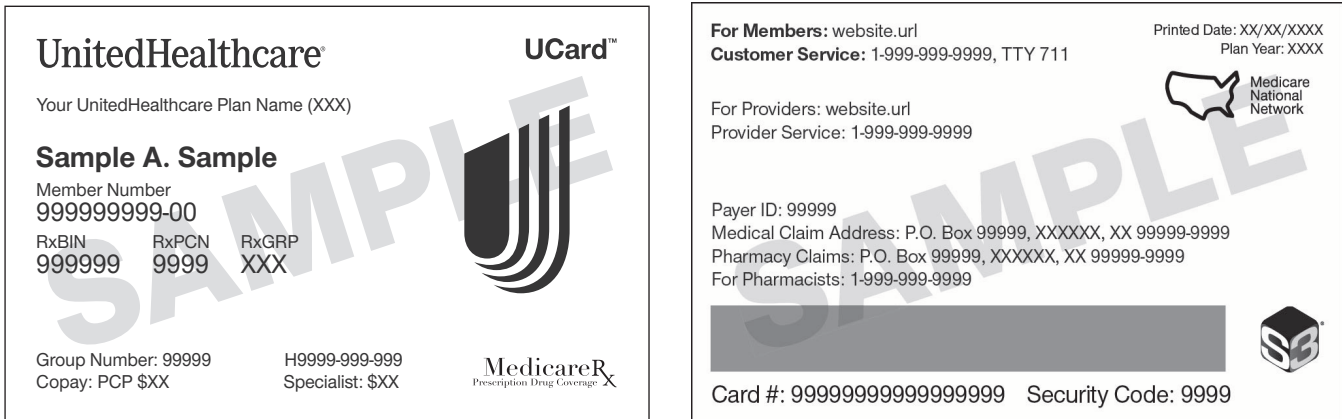 UnitedHealthcare®
UCard™
Your UnitedHealthcare Plan Name (XXX)
Sample A. Sample
Member Number
999999999-00
RxBIN RxPCN RxGRP
999999 9999 XXX
Group Number: 99999 H9999-999-999
Copay: PCP $XX Specialist: $XX
MedicareRx
Prescription Drug Coverage
SAMPLE
For Members: website.url
Customer Service: 1-999-999-9999, TTY 711
Printed Date: XX/XX/XXXX
Plan Year: XXXX
Medicare
National
Network
For Providers: website.url
Provider Service: 1-999-999-9999
Payer ID: 99999
Medical Claim Address: P.O. Box 99999, XXXXXX, XX 99999-9999
Pharmacy Claims: P.O. Box 99999, XXXXXX, XX 99999-9999
For Pharmacists: 1-999-999-9999
S3®
Card #: 9999999999999999999 Security Code: 9999
SAMPLE